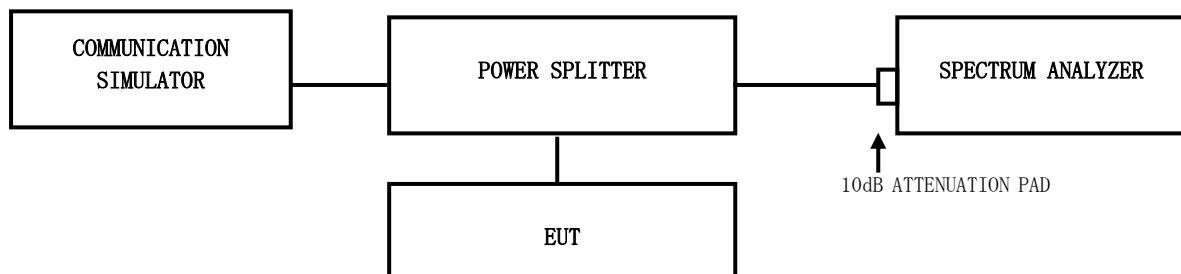 COMMUNICATION
SIMULATOR
POWER SPLITTER
SPECTRUM ANALYZER
10dB ATTENUATION PAD
EUT